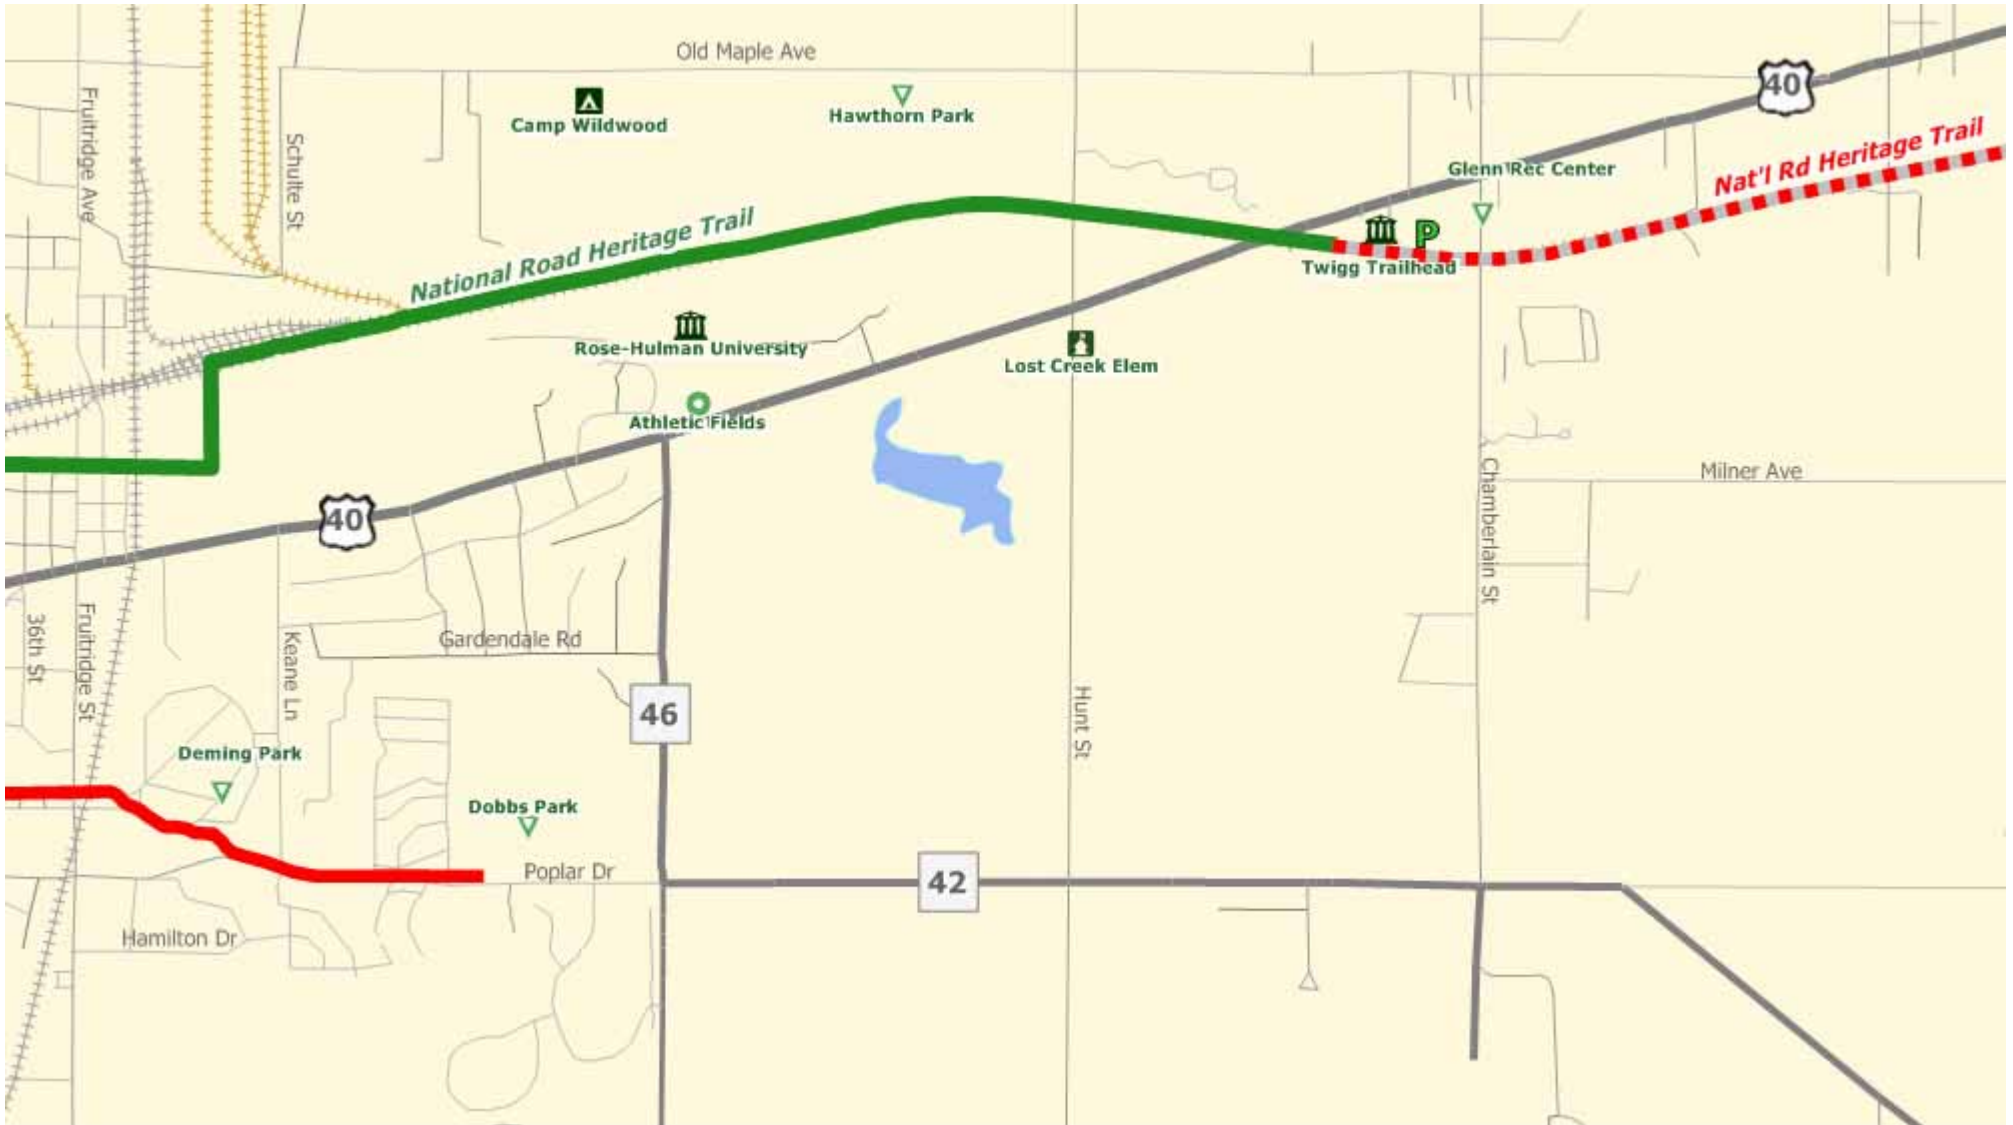 Old Maple Ave
40
Fruitridge Ave
Camp Wildwood
Hawthorn Park
Schulte St
Nat'l Rd Heritage Trail
Glenn Rec Center
National Road Heritage Trail
P
Twigg Trailhead
Rose-Hulman University
Lost Creek Elem
Athletic Fields
Milner Ave
40
Chamberlain St
36th St
Fruitridge St
Keane Ln
Gardendale Rd
46
Hunt St
Deming Park
Dobbs Park
Poplar Dr
42
Hamilton Dr